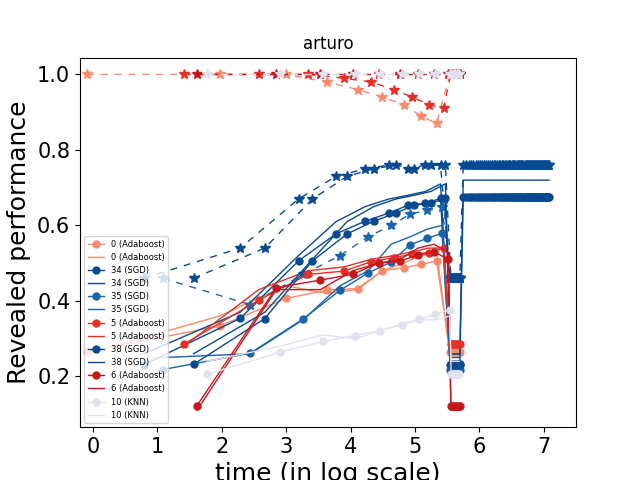 arturo
Revealed performance
1.0
0.8
0.6
0.4
0.2
0 (Adaboost)
0 (Adaboost)
34 (SGD)
34 (SGD)
35 (SGD)
35 (SGD)
5 (Adaboost)
5 (Adaboost)
38 (SGD)
38 (SGD)
6 (Adaboost)
6 (Adaboost)
10 (KNN)
10 (KNN)
0 1 2 3 4 5 6 7
time (in log scale)